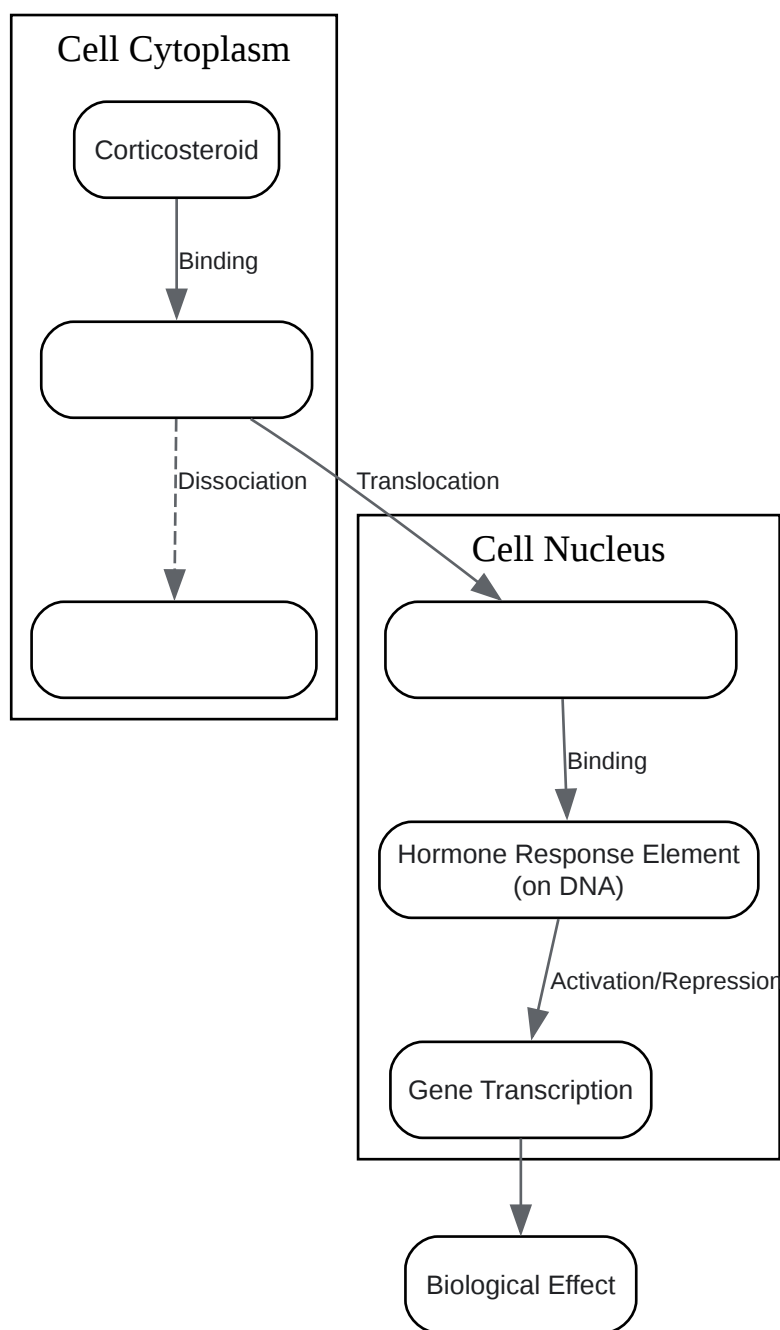 Cell Cytoplasm
Corticosteroid
Binding
Dissociation
Translocation
Cell Nucleus
Binding
Hormone Response Element
(on DNA)
Activation/Repression
Gene Transcription
Biological Effect